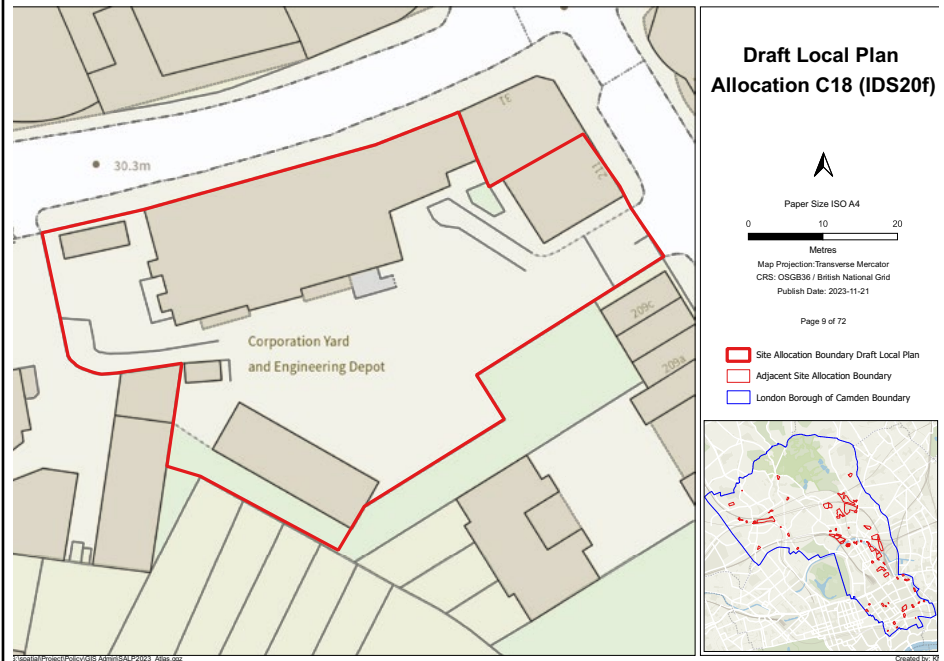 Draft Local Plan
Allocation C18 (IDS20f)
Paper Size ISO A4
0 10 20
Metres
Map Projection:Transverse Mercator
CRS: OSGB36 / British National Grid
Publish Date: 2023-11-21
Page 9 of 72
Site Allocation Boundary Draft Local Plan
Adjacent Site Allocation Boundary
London Borough of Camden Boundary
31
30.3m
211
209c
209a
Corporation Yard
and Engineering Depot
Created by: